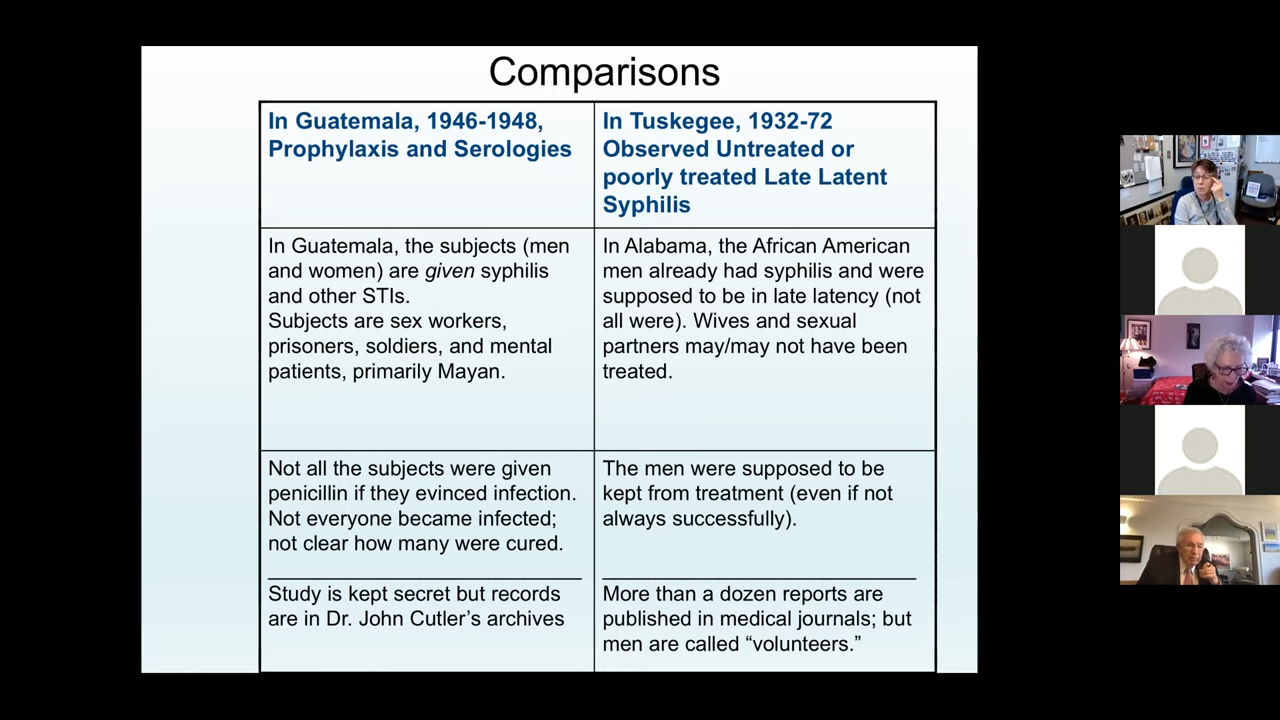 Comparisons
In Guatemala, 1946-1948,
Prophylaxis and Serologies
In Tuskegee, 1932-72
Observed Untreated or
poorly treated Late Latent
Syphilis
In Guatemala, the subjects (men
and women) are given syphilis
and other STIs.
Subjects are sex workers,
prisoners, soldiers, and mental
patients, primarily Mayan.
In Alabama, the African American
men already had syphilis and were
supposed to be in late latency (not
all were). Wives and sexual
partners may/may not have been
treated.
Not all the subjects were given
penicillin if they evinced infection.
Not everyone became infected;
not clear how many were cured.
The men were supposed to be
kept from treatment (even if not
always successfully).
Study is kept secret but records
are in Dr. John Cutler’s archives
More than a dozen reports are
published in medical journals; but
men are called “volunteers.”